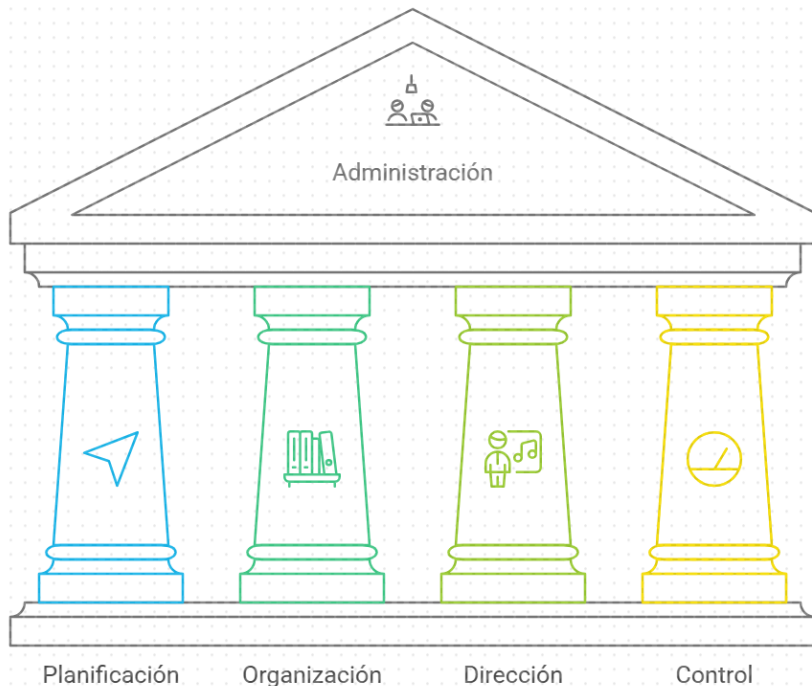 Administración
Planificación
Organización
Dirección
Control